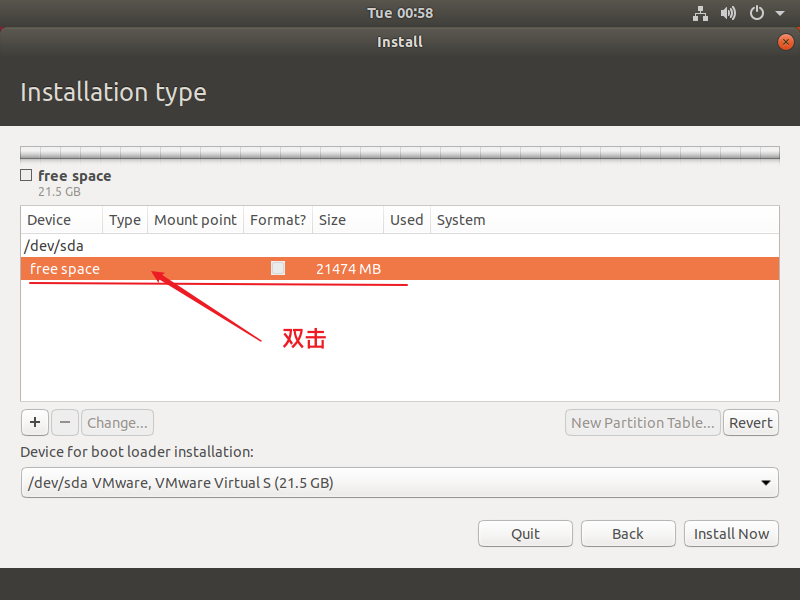 Tue 00:58
Install
Installation type
free space
21.5 GB
Device Type Mount point Format? Size Used System
/dev/sda
free space 21474 MB
双击
+ − Change... New Partition Table... Revert
Device for boot loader installation:
/dev/sda VMware, VMware Virtual S (21.5 GB)
Quit Back Install Now